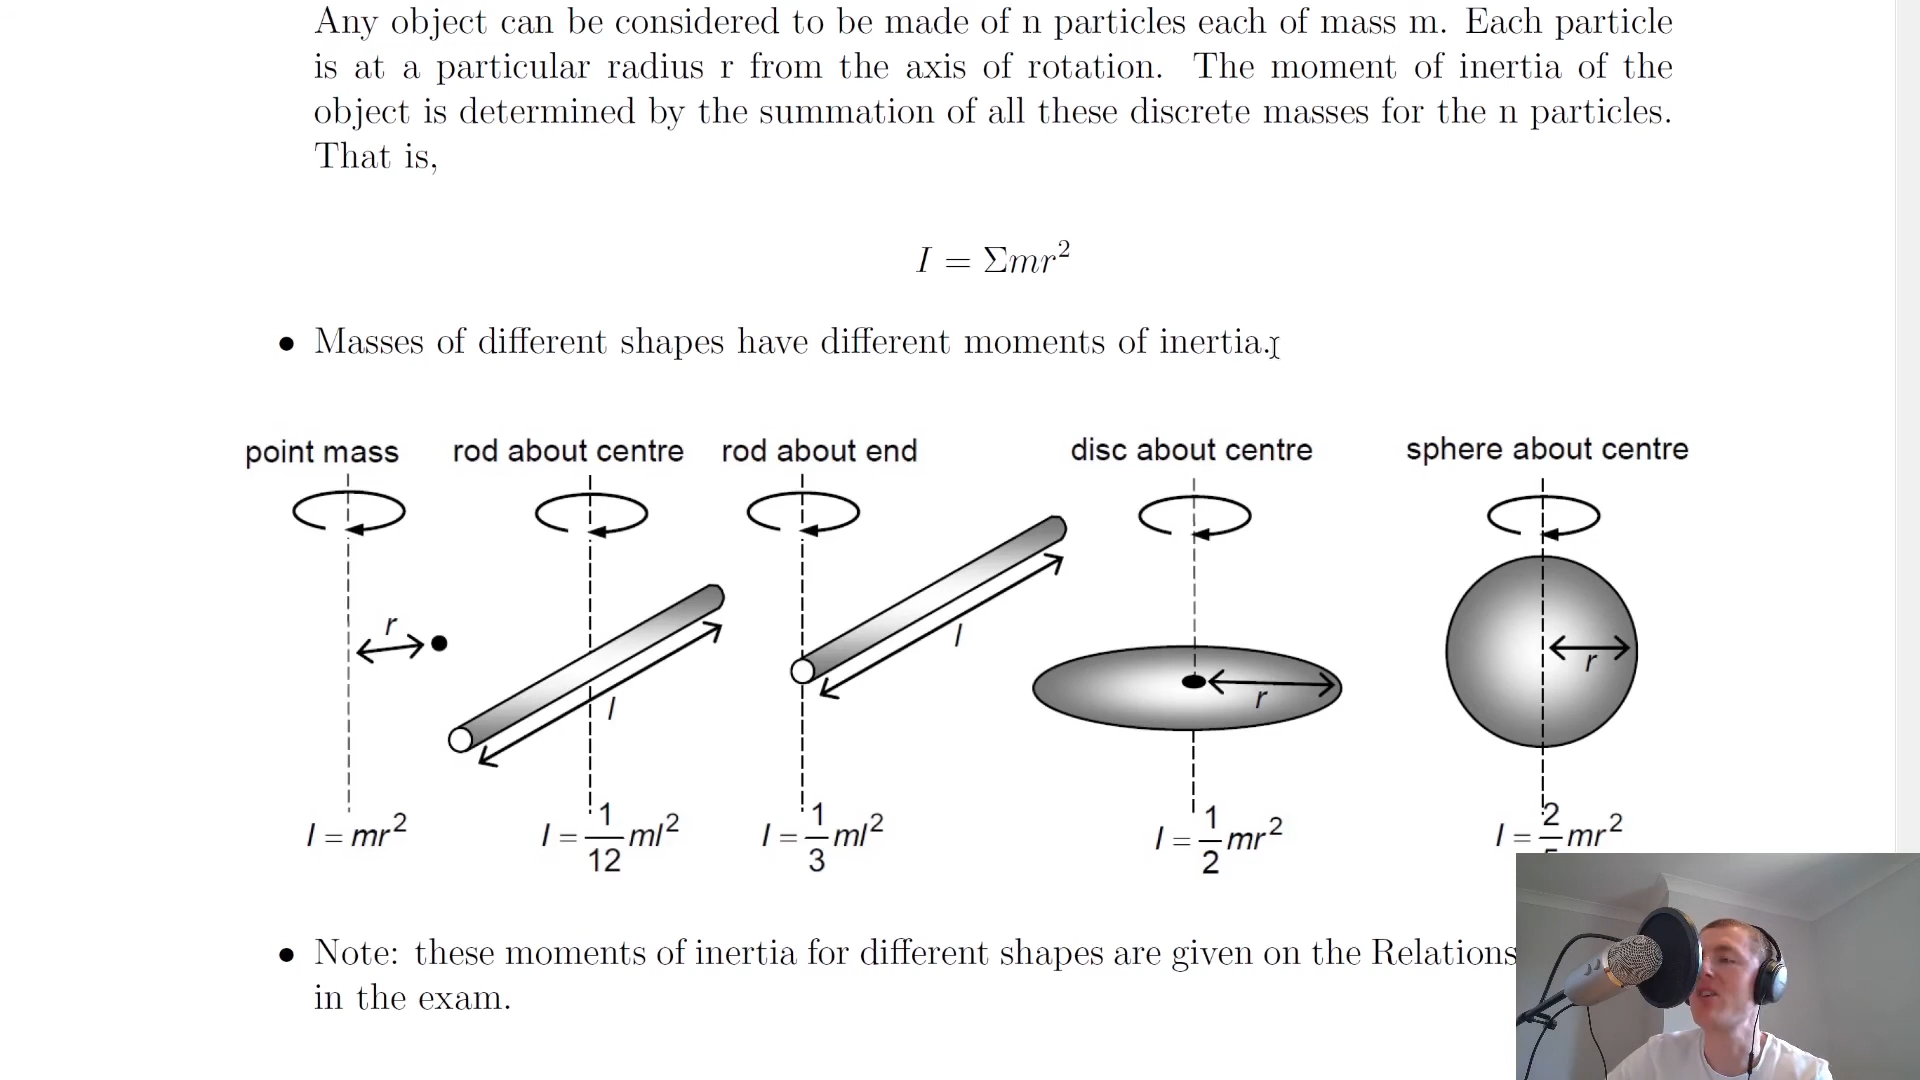 Any object can be considered to be made of n particles each of mass m. Each particle
is at a particular radius r from the axis of rotation. The moment of inertia of the
object is determined by the summation of all these discrete masses for the n particles.
That is,
I = Σmr²
• Masses of different shapes have different moments of inertia.
point mass
rod about centre
rod about end
disc about centre
sphere about centre
r
l
l
r
r
I = mr²
I = 1/12 ml²
I = 1/3 ml²
I = 1/2 mr²
• Note: these moments of inertia for different shapes are given on the Relations
in the exam.